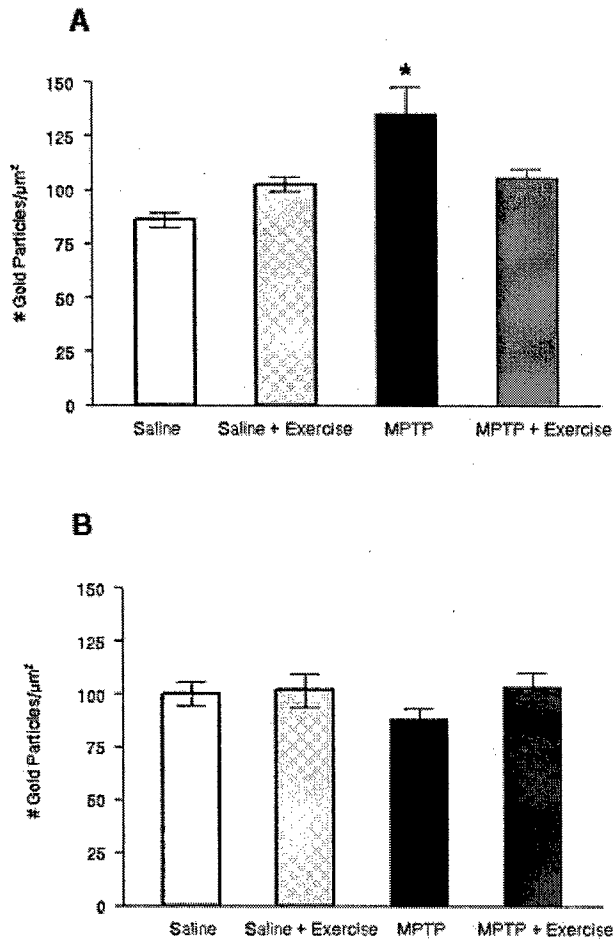 A
*
150
125
100
75
50
25
0
# Gold Particles/µm²
Saline Saline + Exercise MPTP MPTP + Exercise
B
150
125
100
75
50
25
0
# Gold Particles/µm²
Saline Saline + Exercise MPTP MPTP + Exercise